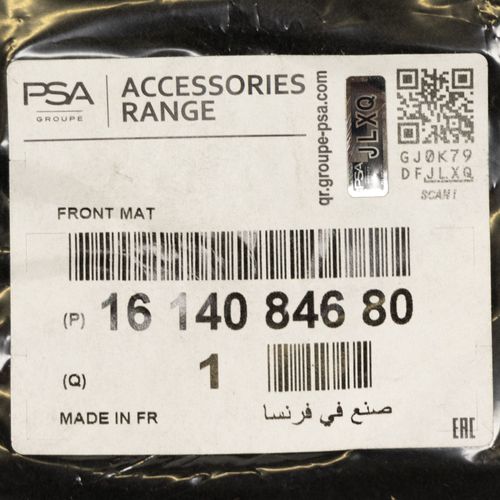 PSA
GROUPE
ACCESSORIES
RANGE
qr.groupe-psa.com
PSA JLXQ
GJ0K79
DFJLXQ
SCAN !
FRONT MAT
(P) 16 140 846 80
(Q) 1
MADE IN FR صنع في فرنسا
EAC